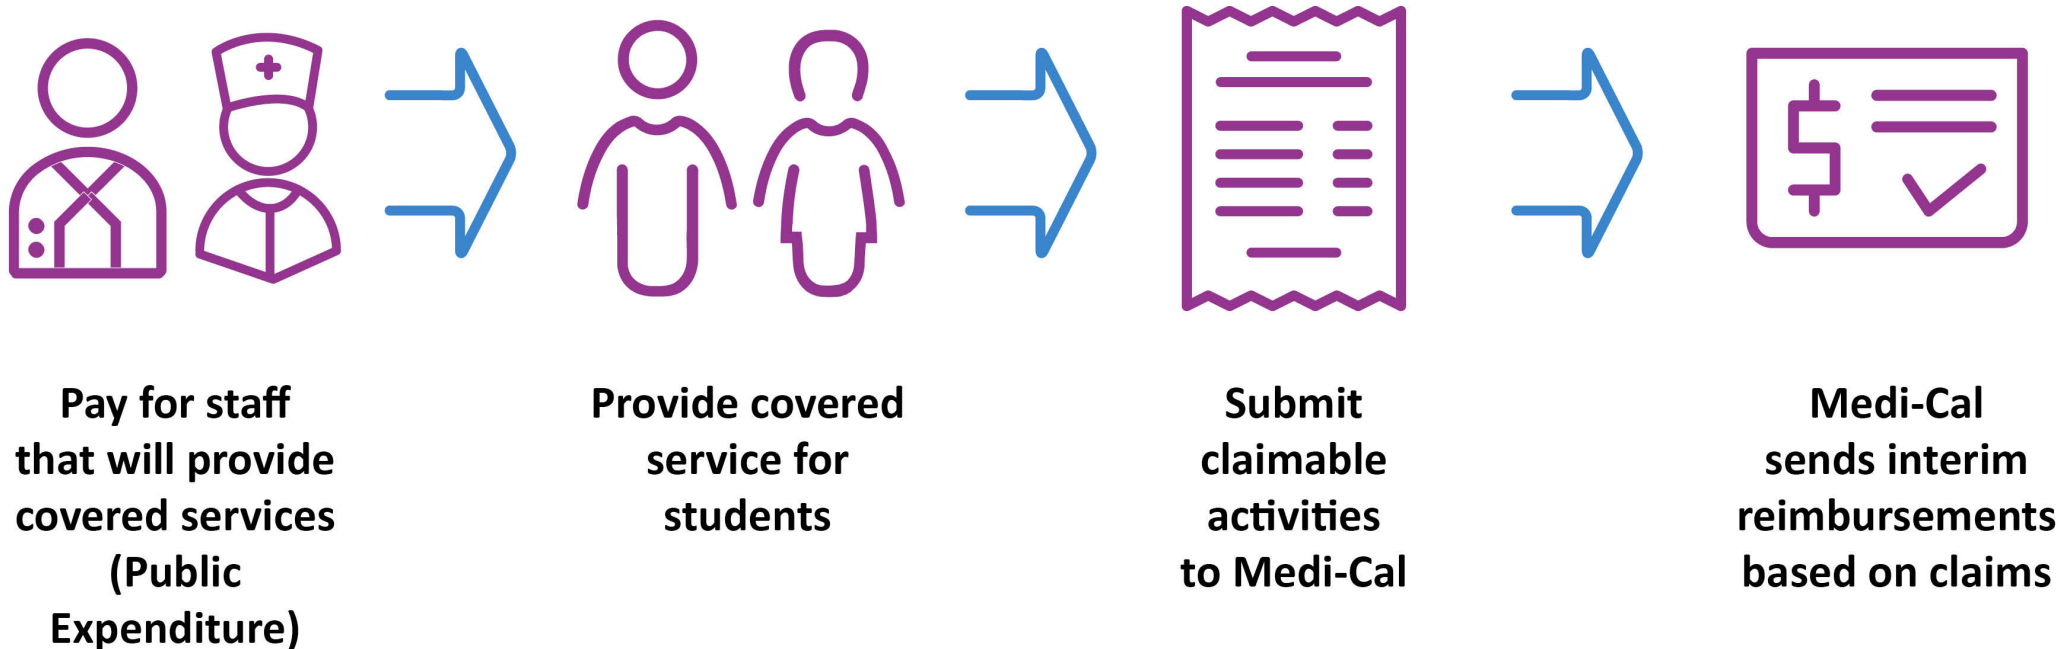 Pay for staff
that will provide
covered services
(Public
Expenditure)
Provide covered
service for
students
Submit
claimable
activities
to Medi-Cal
Medi-Cal
sends interim
reimbursements
based on claims